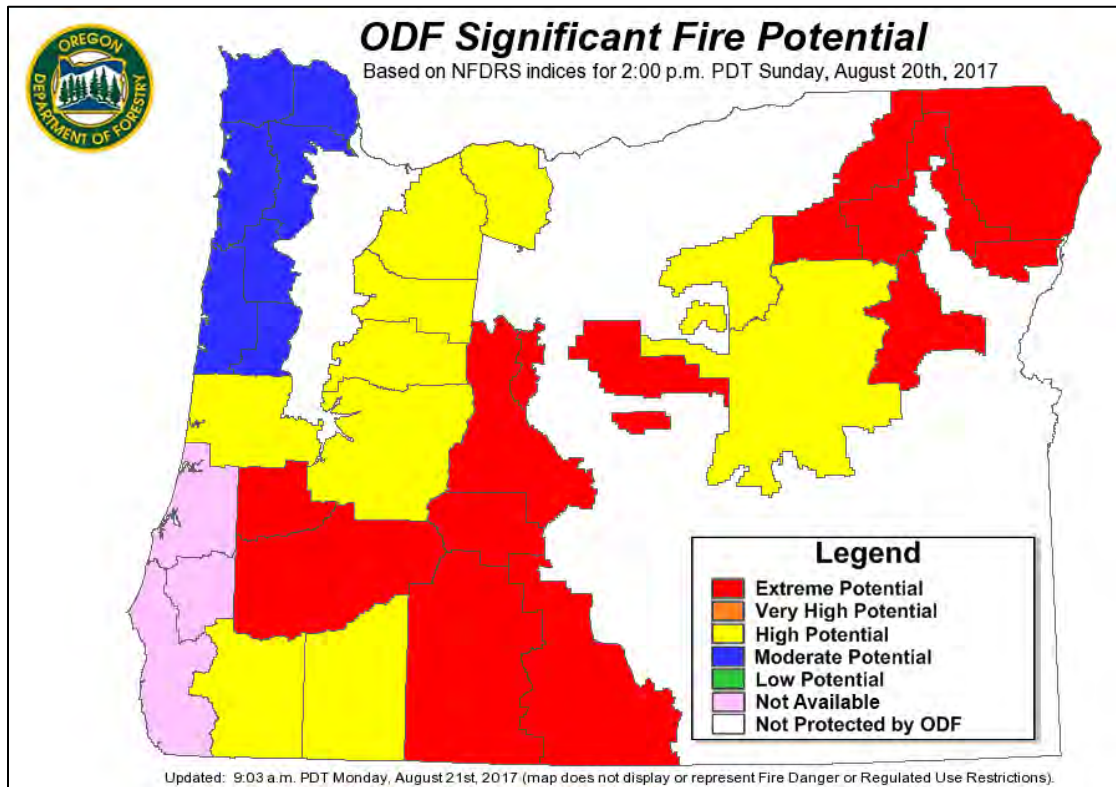 OREGON
DEPARTMENT OF FORESTRY
ODF Significant Fire Potential
Based on NFDRS indices for 2:00 p.m. PDT Sunday, August 20th, 2017
Legend
Extreme Potential
Very High Potential
High Potential
Moderate Potential
Low Potential
Not Available
Not Protected by ODF
Updated: 9:03 a.m. PDT Monday, August 21st, 2017 (map does not display or represent Fire Danger or Regulated Use Restrictions).